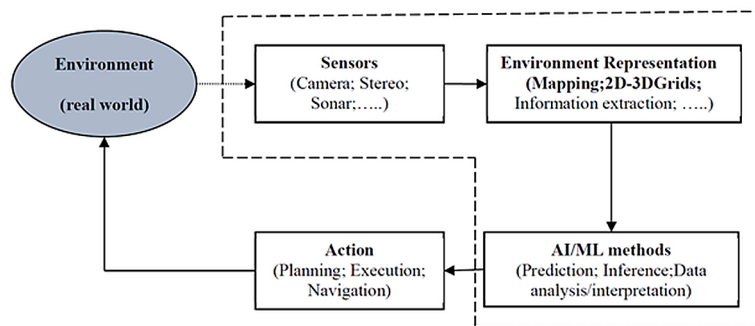 Environment
(real world)
Sensors
(Camera; Stereo;
Sonar;…..)
Environment Representation
(Mapping;2D-3DGrids;
Information extraction; …..)
Action
(Planning; Execution;
Navigation)
AI/ML methods
(Prediction; Inference;Data
analysis/interpretation)